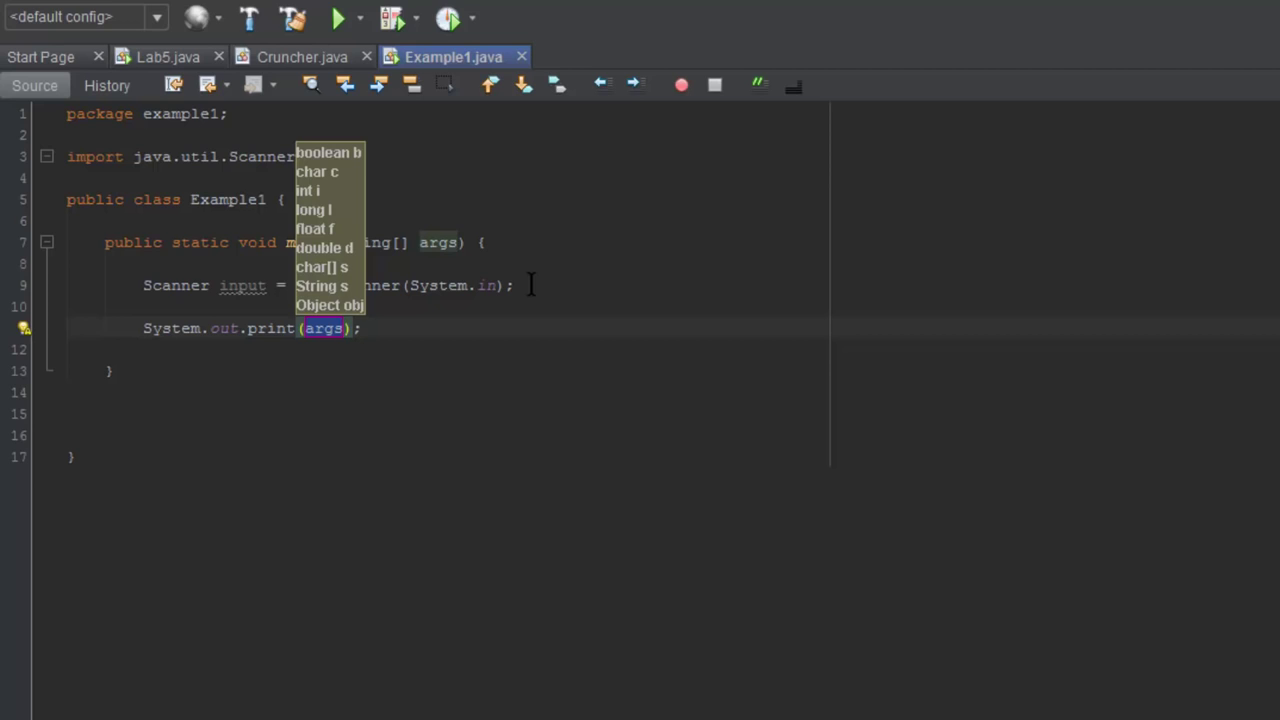 <default config>
Start Page Lab5.java Cruncher.java Example1.java
Source History
1 package example1;
2
3 import java.util.Scanner
4
5 public class Example1 {
6
7 public static void m ing[] args) {
8
9 Scanner input = nner(System.in);
10
System.out.print(args);
12
13 }
14
15
16
17 }
boolean b
char c
int i
long l
float f
double d
char[] s
String s
Object obj